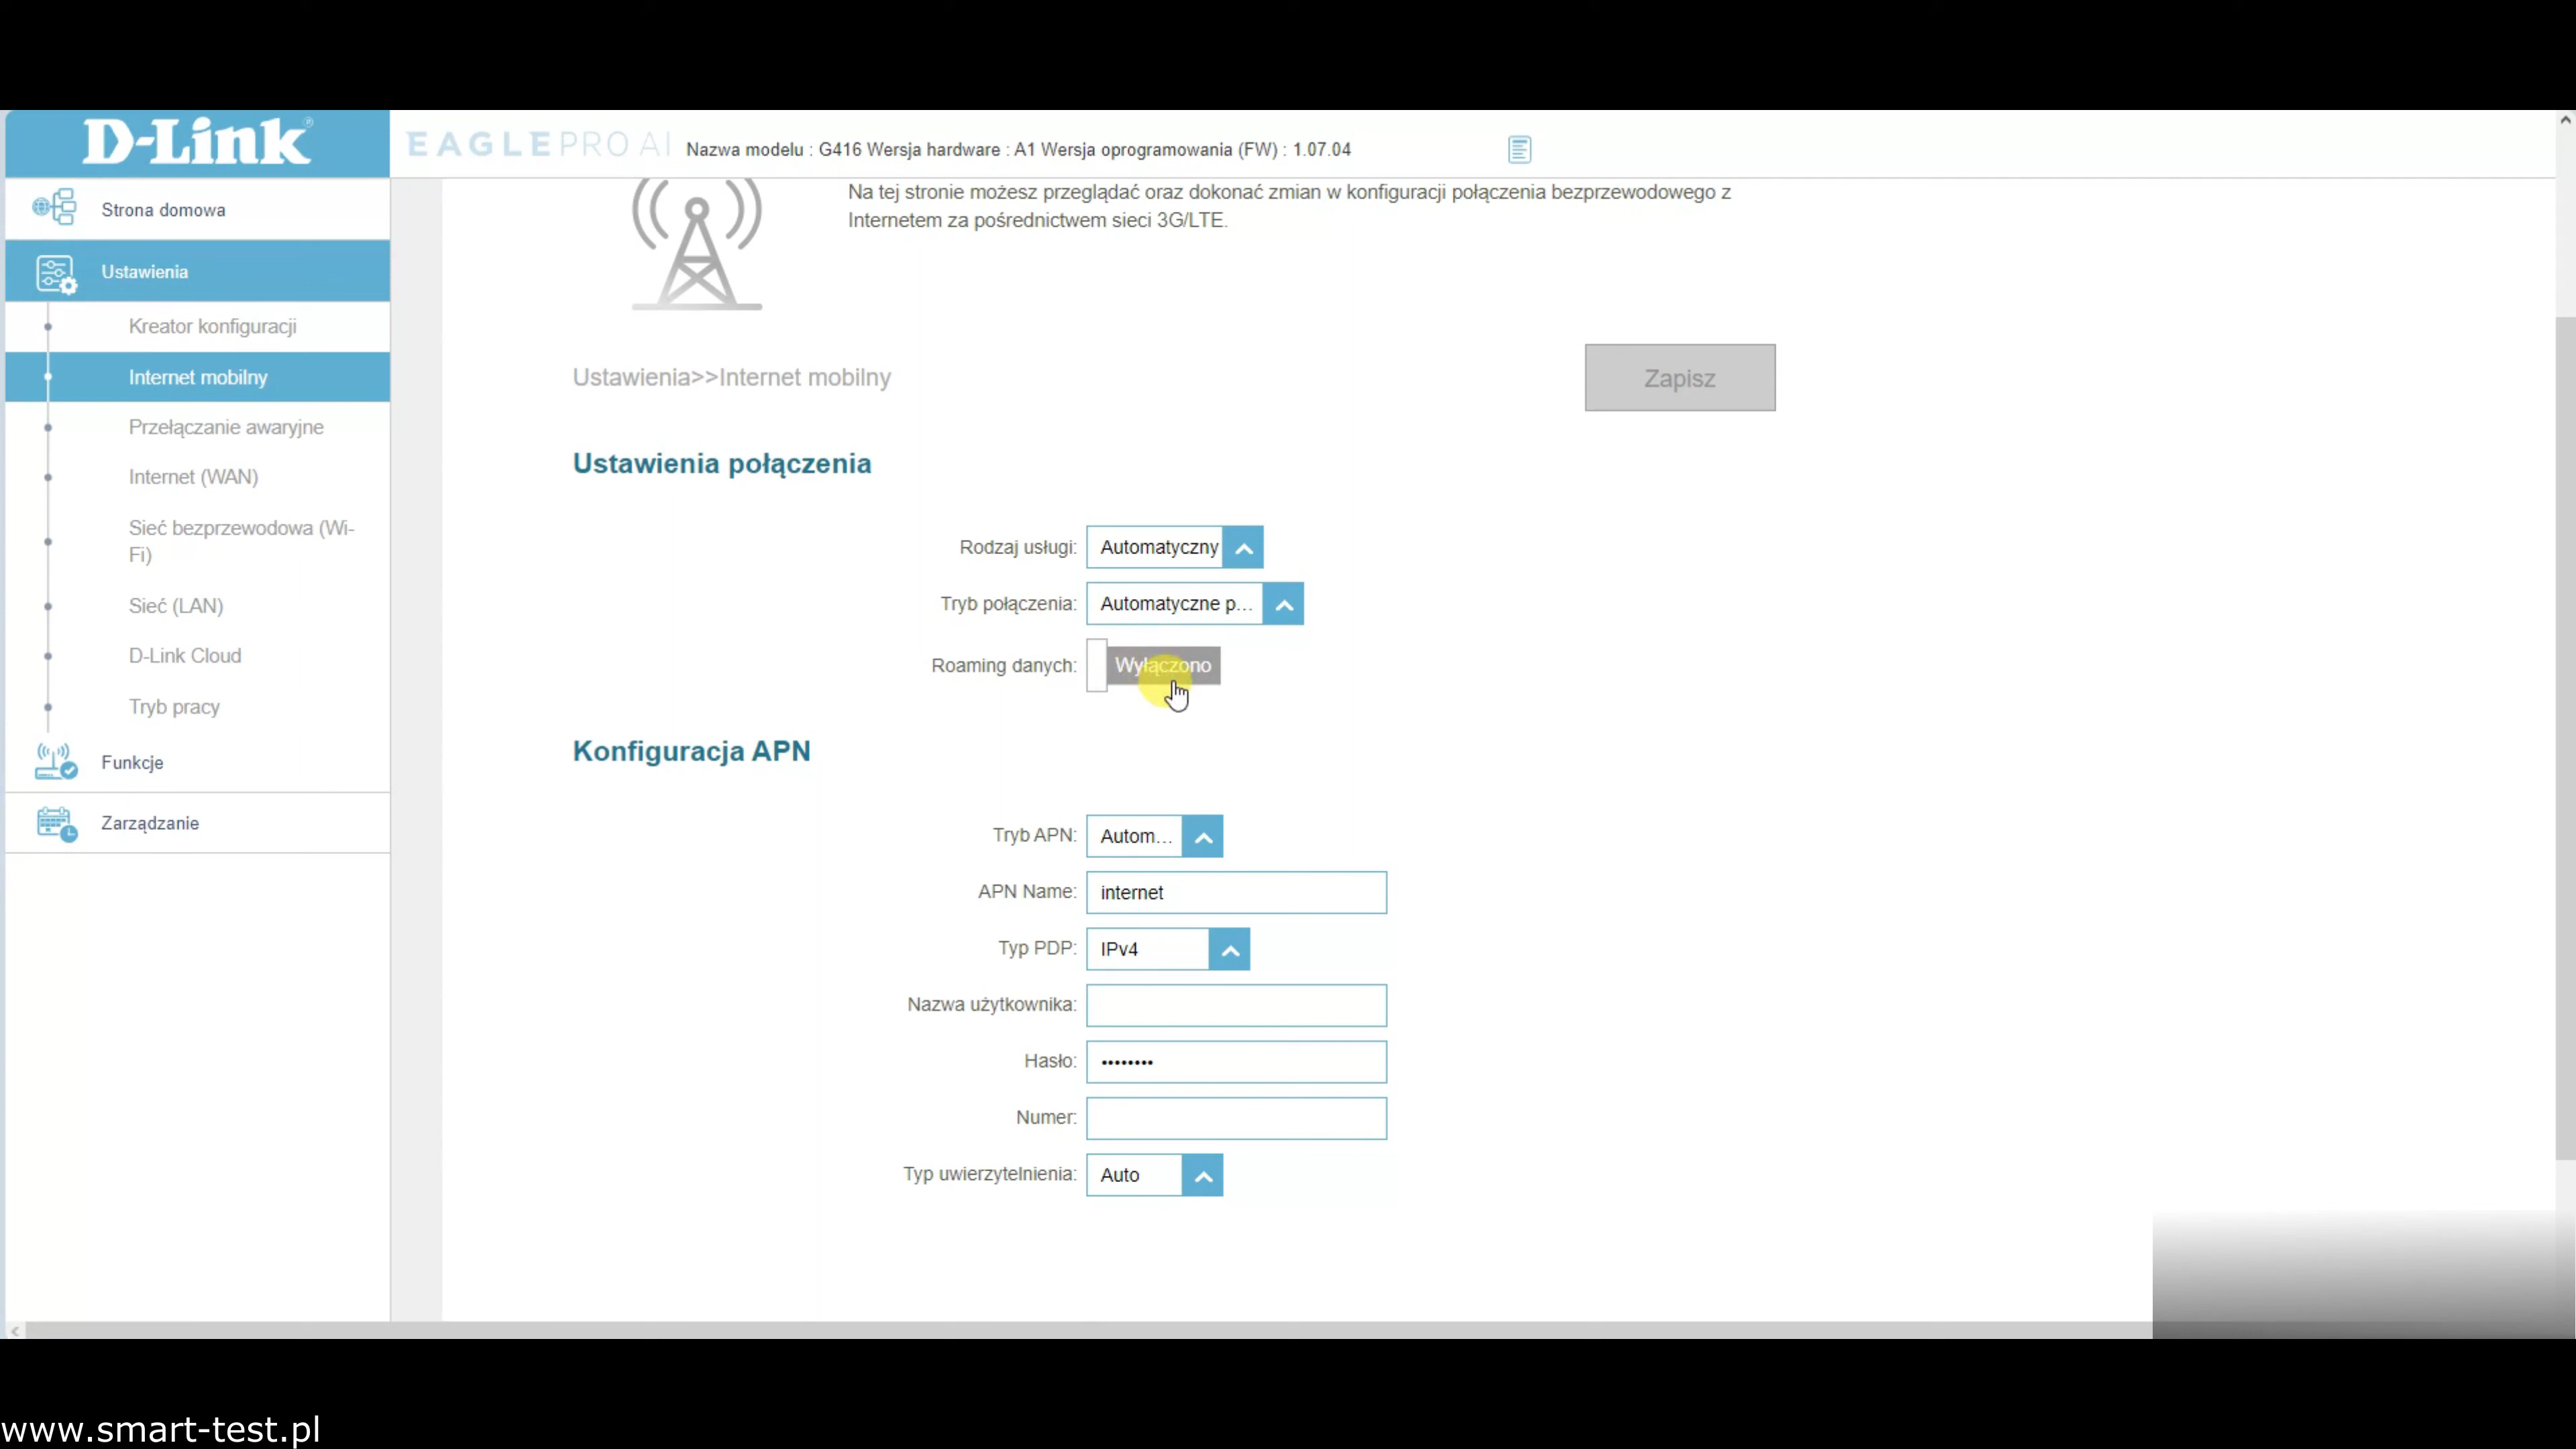 D-Link®
EAGLE PRO AI Nazwa modelu : G416 Wersja hardware : A1 Wersja oprogramowania (FW) : 1.07.04
Strona domowa
Ustawienia
Kreator konfiguracji
Internet mobilny
Przełączanie awaryjne
Internet (WAN)
Sieć bezprzewodowa (Wi-
Fi)
Sieć (LAN)
D-Link Cloud
Tryb pracy
Funkcje
Zarządzanie
Na tej stronie możesz przeglądać oraz dokonać zmian w konfiguracji połączenia bezprzewodowego z
Internetem za pośrednictwem sieci 3G/LTE.
Ustawienia>>Internet mobilny
Zapisz
Ustawienia połączenia
Rodzaj usługi: Automatyczny
Tryb połączenia: Automatyczne p...
Roaming danych: Wyłączono
Konfiguracja APN
Tryb APN: Autom...
APN Name: internet
Typ PDP: IPv4
Nazwa użytkownika:
Hasło: ••••••••
Numer:
Typ uwierzytelnienia: Auto
www.smart-test.pl